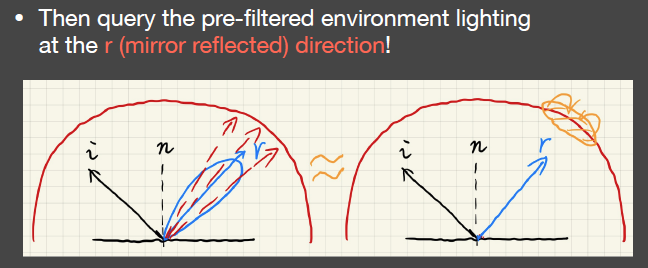 • Then query the pre-filtered environment lighting
at the r (mirror reflected) direction!
i n r ≈ i n r